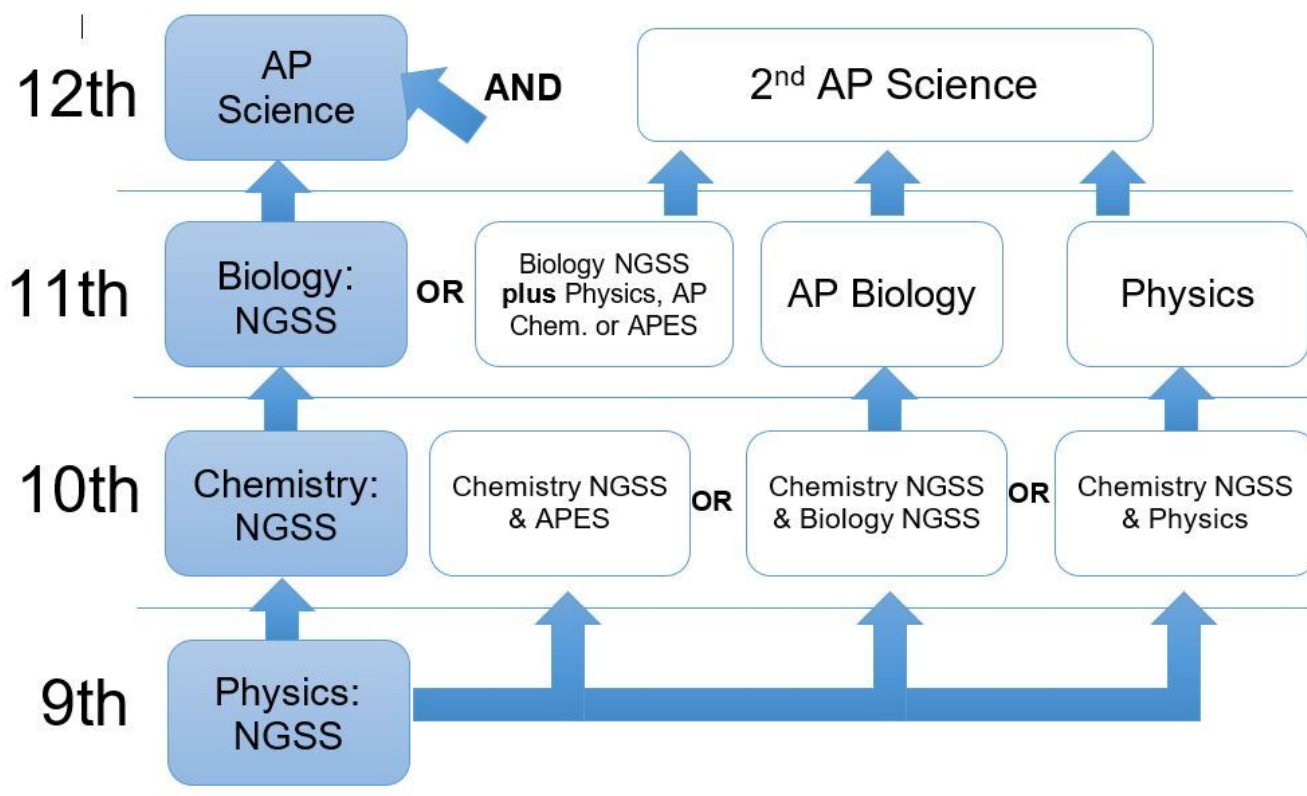 12th
AP
Science
AND
2nd AP Science
11th
Biology:
NGSS
OR
Biology NGSS
plus Physics, AP
Chem. or APES
AP Biology
Physics
10th
Chemistry:
NGSS
Chemistry NGSS
& APES
OR
Chemistry NGSS
& Biology NGSS
OR
Chemistry NGSS
& Physics
9th
Physics:
NGSS